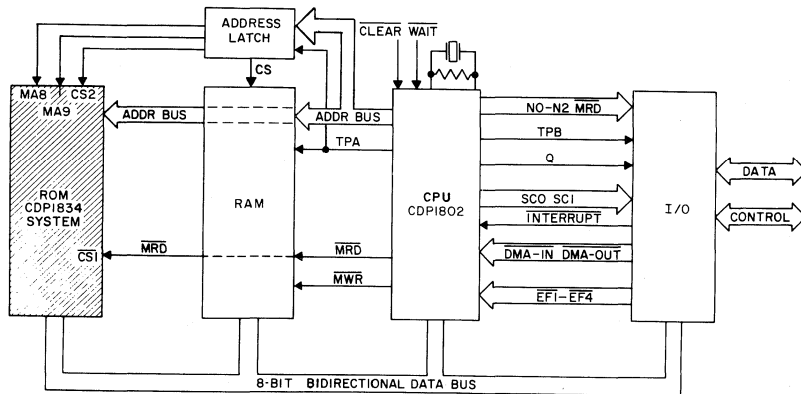 ADDRESS
LATCH
CLEAR WAIT
CS
MA8 CS2
MA9
ADDR BUS
ADDR BUS
TPA
ROM
CDP1834
SYSTEM
RAM
CPU
CDP1802
I/O
NO-N2 MRD
TPB
Q
SCO SCI
INTERRUPT
DMA-IN DMA-OUT
EF1-EF4
DATA
CONTROL
CS1
MRD
MRD
MWR
8-BIT BIDIRECTIONAL DATA BUS